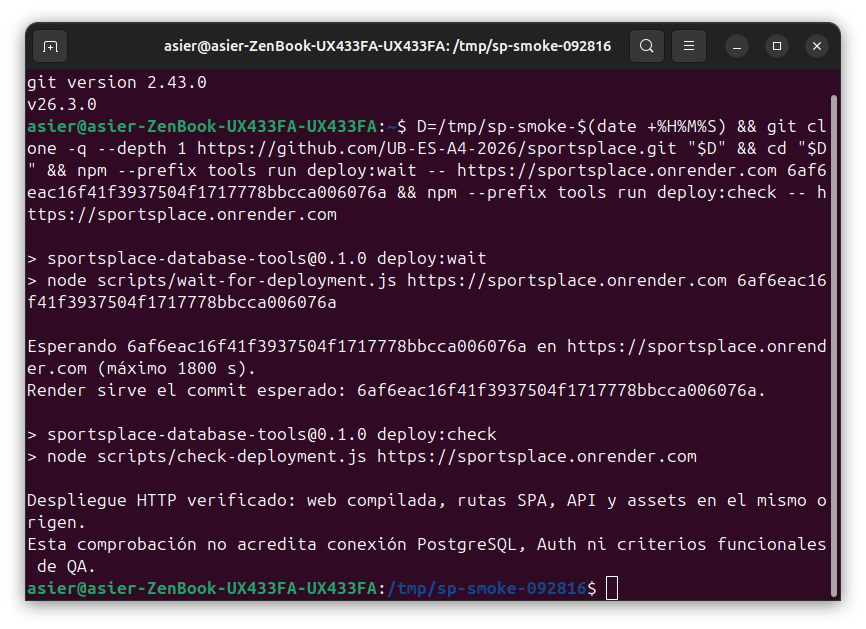 asier@asier-ZenBook-UX433FA-UX433FA: /tmp/sp-smoke-092816
git version 2.43.0
v26.3.0
asier@asier-ZenBook-UX433FA-UX433FA:~$ D=/tmp/sp-smoke-$(date +%H%M%S) && git cl
one -q --depth 1 https://github.com/UB-ES-A4-2026/sportsplace.git "$D" && cd "$D
" && npm --prefix tools run deploy:wait -- https://sportsplace.onrender.com 6af6
eac16f41f3937504f1717778bbcca006076a && npm --prefix tools run deploy:check -- h
ttps://sportsplace.onrender.com
> sportsplace-database-tools@0.1.0 deploy:wait
> node scripts/wait-for-deployment.js https://sportsplace.onrender.com 6af6eac16
f41f3937504f1717778bbcca006076a
Esperando 6af6eac16f41f3937504f1717778bbcca006076a en https://sportsplace.onrend
er.com (máximo 1800 s).
Render sirve el commit esperado: 6af6eac16f41f3937504f1717778bbcca006076a.
> sportsplace-database-tools@0.1.0 deploy:check
> node scripts/check-deployment.js https://sportsplace.onrender.com
Despliegue HTTP verificado: web compilada, rutas SPA, API y assets en el mismo o
rigen.
Esta comprobación no acredita conexión PostgreSQL, Auth ni criterios funcionales
 de QA.
asier@asier-ZenBook-UX433FA-UX433FA:/tmp/sp-smoke-092816$